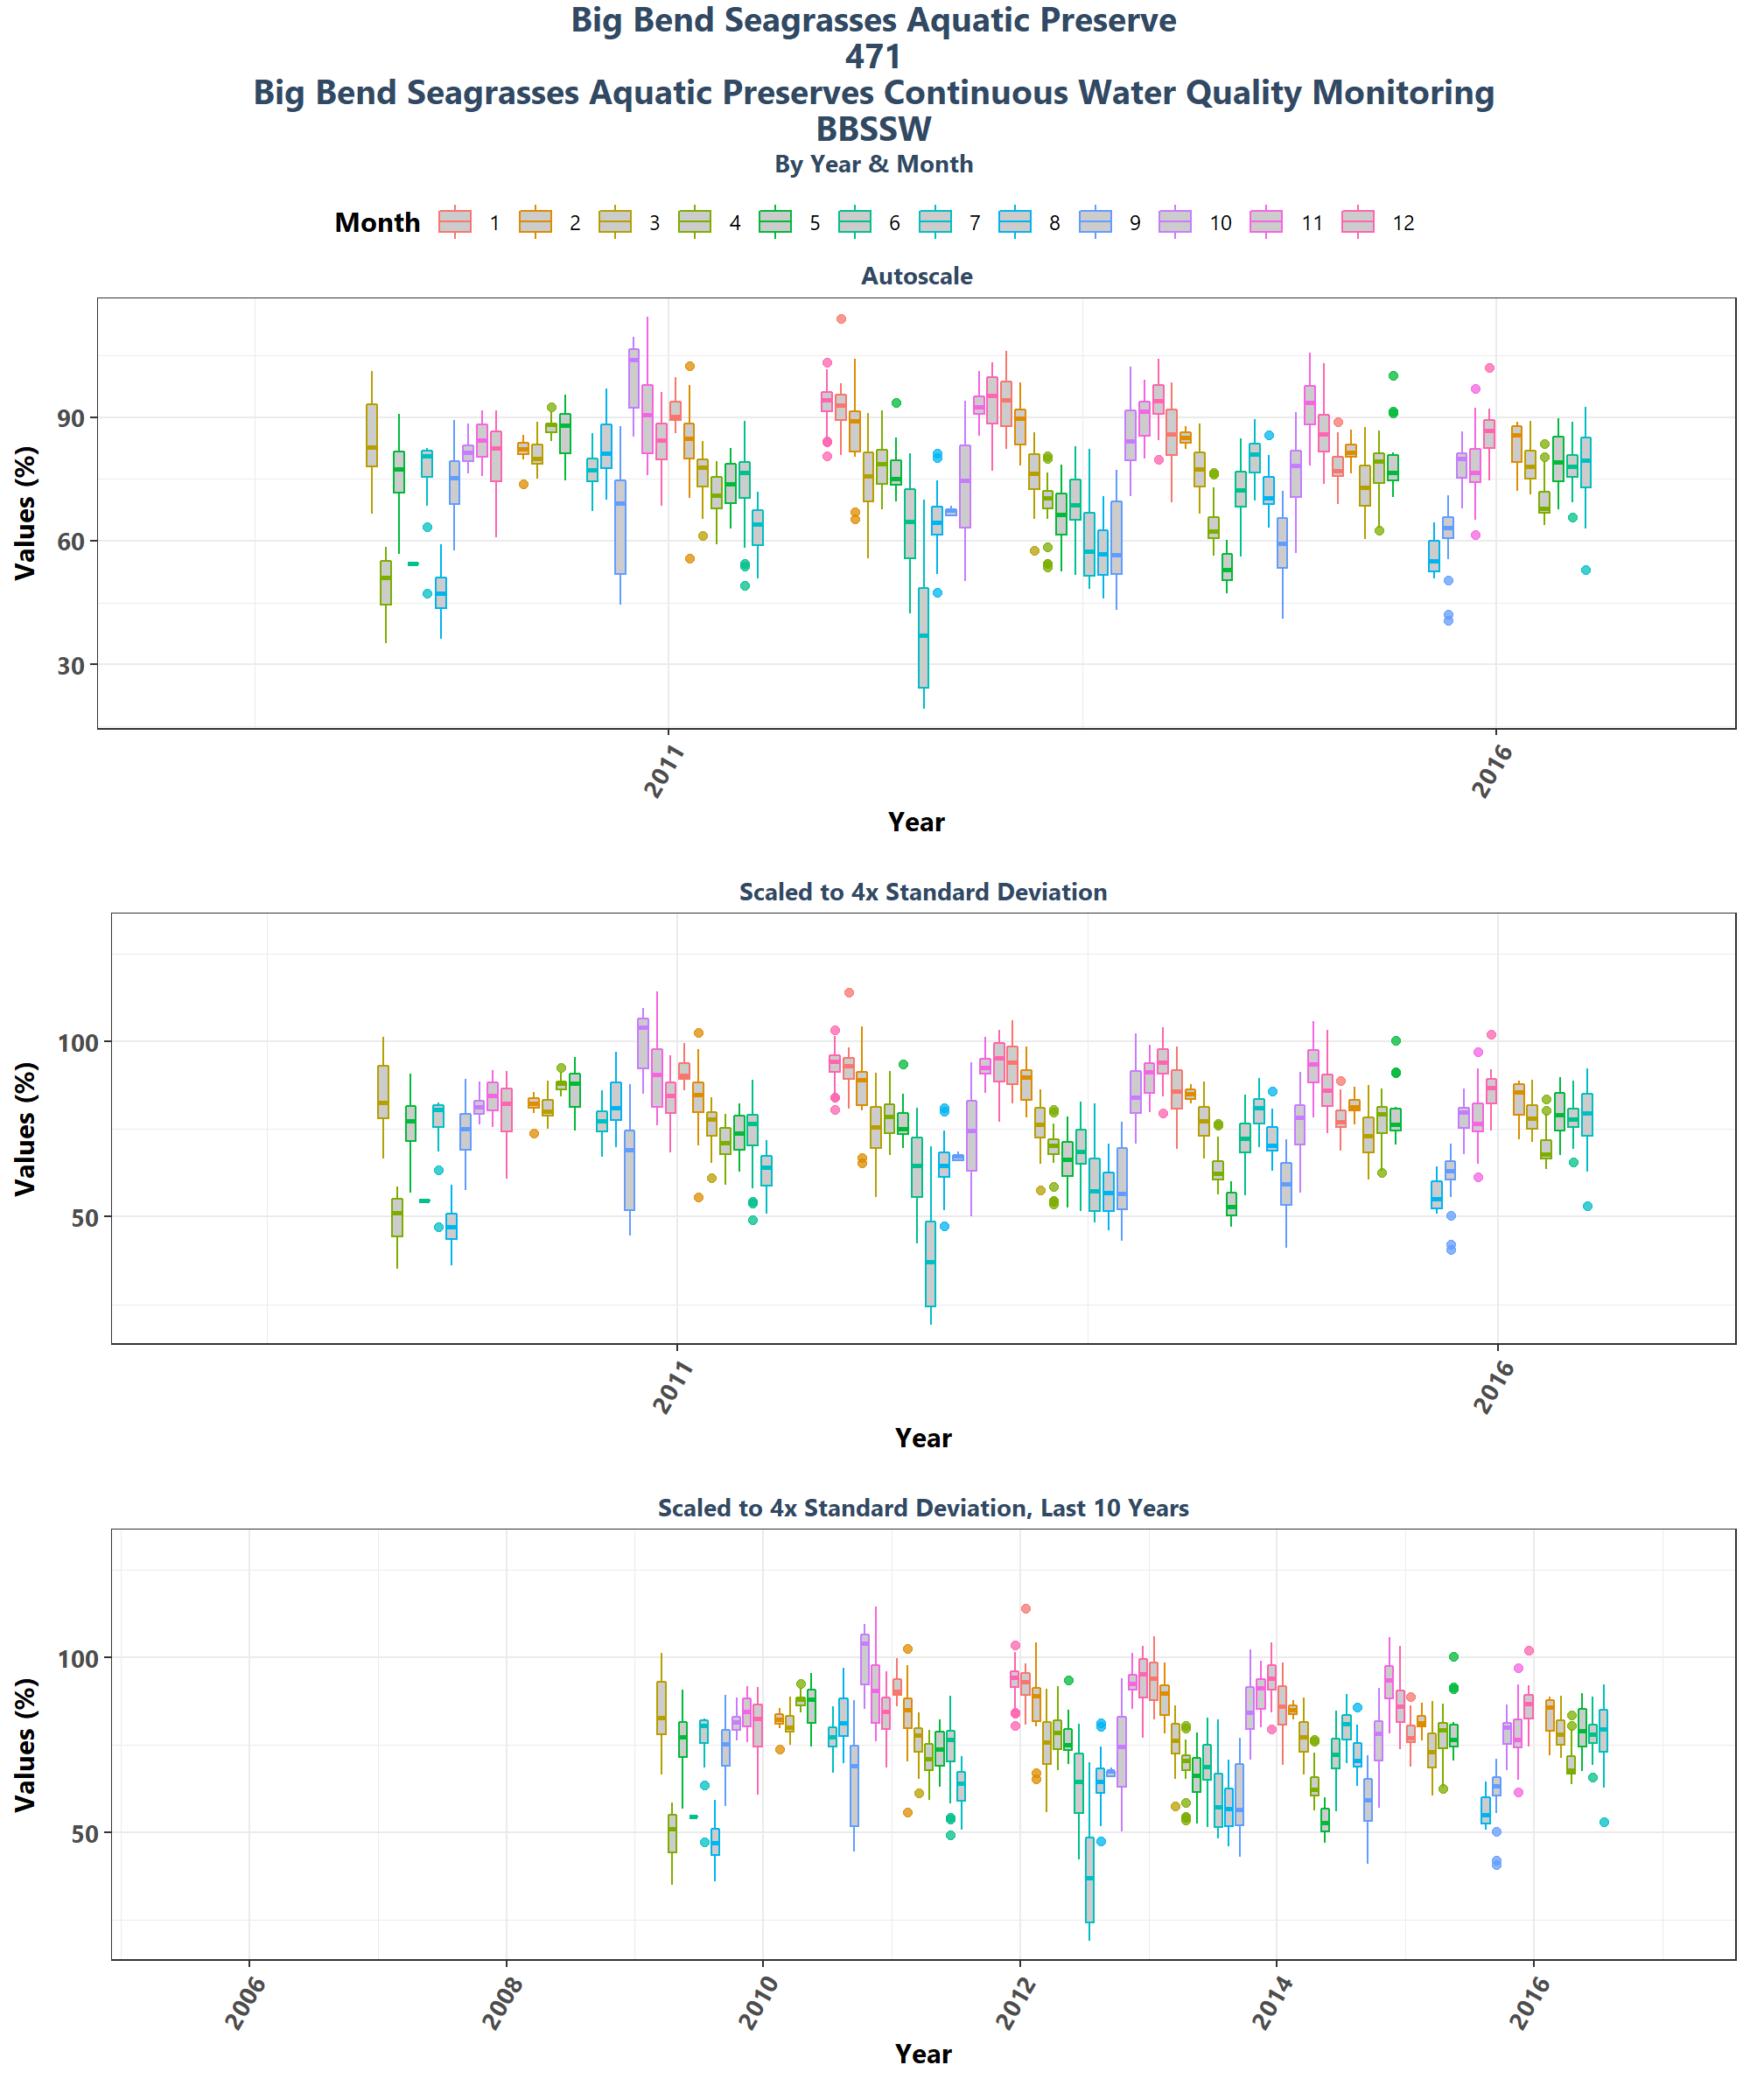 Big Bend Seagrasses Aquatic Preserve
471
Big Bend Seagrasses Aquatic Preserves Continuous Water Quality Monitoring
BBSSW
By Year & Month
Month 1 2 3 4 5 6 7 8 9 10 11 12
Autoscale
Values (%)
90
60
30
2011 2016
Year
Scaled to 4x Standard Deviation
Values (%)
100
50
2011 2016
Year
Scaled to 4x Standard Deviation, Last 10 Years
Values (%)
100
50
2006 2008 2010 2012 2014 2016
Year